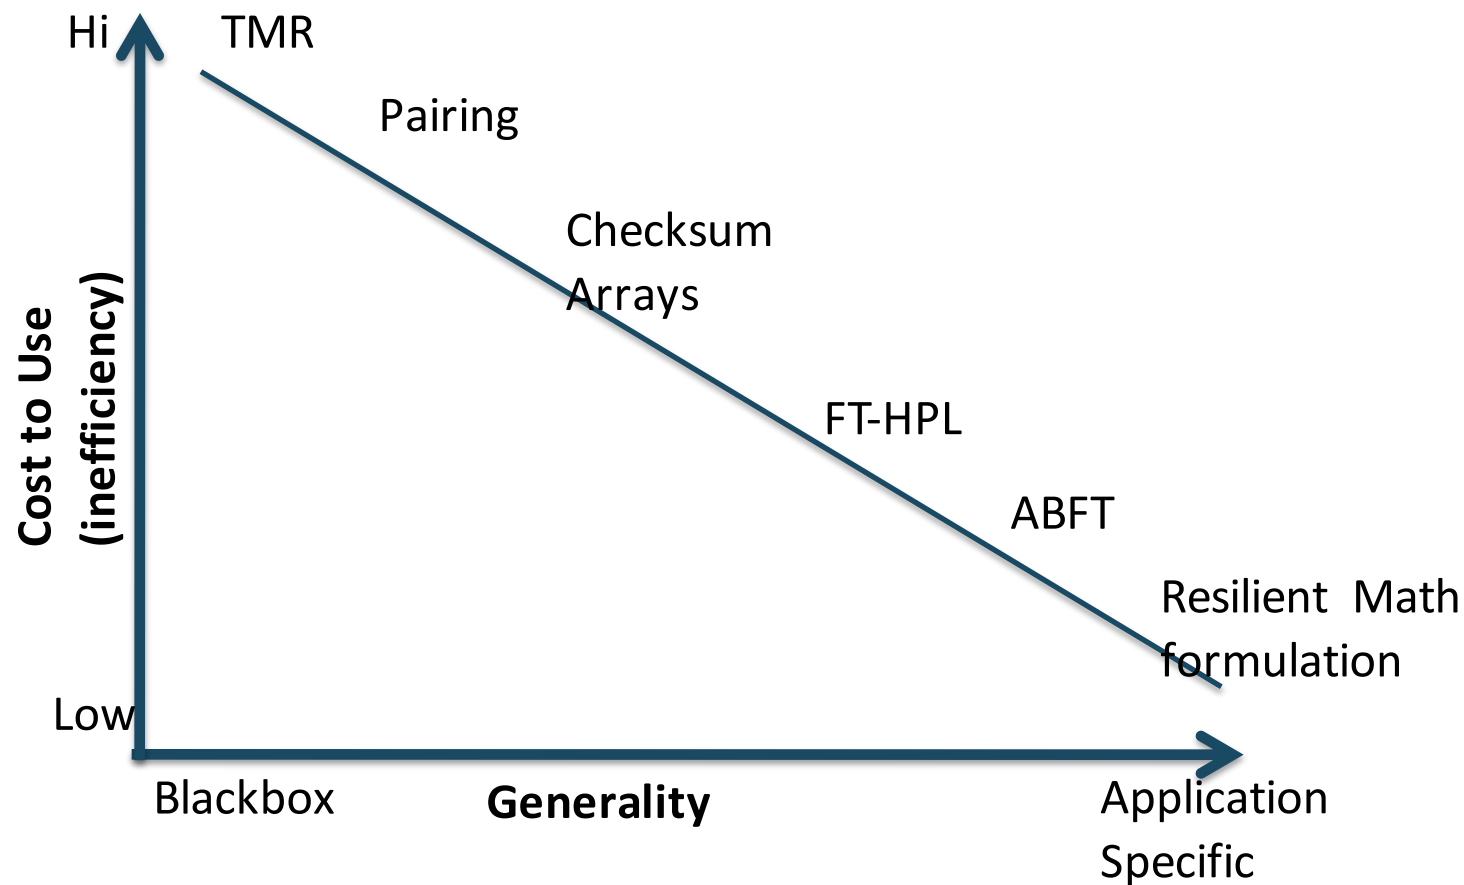 Hi
TMR
Pairing
Checksum
Arrays
FT-HPL
ABFT
Resilient Math
formulation
Cost to Use
(inefficiency)
Low
Blackbox
Generality
Application
Specific